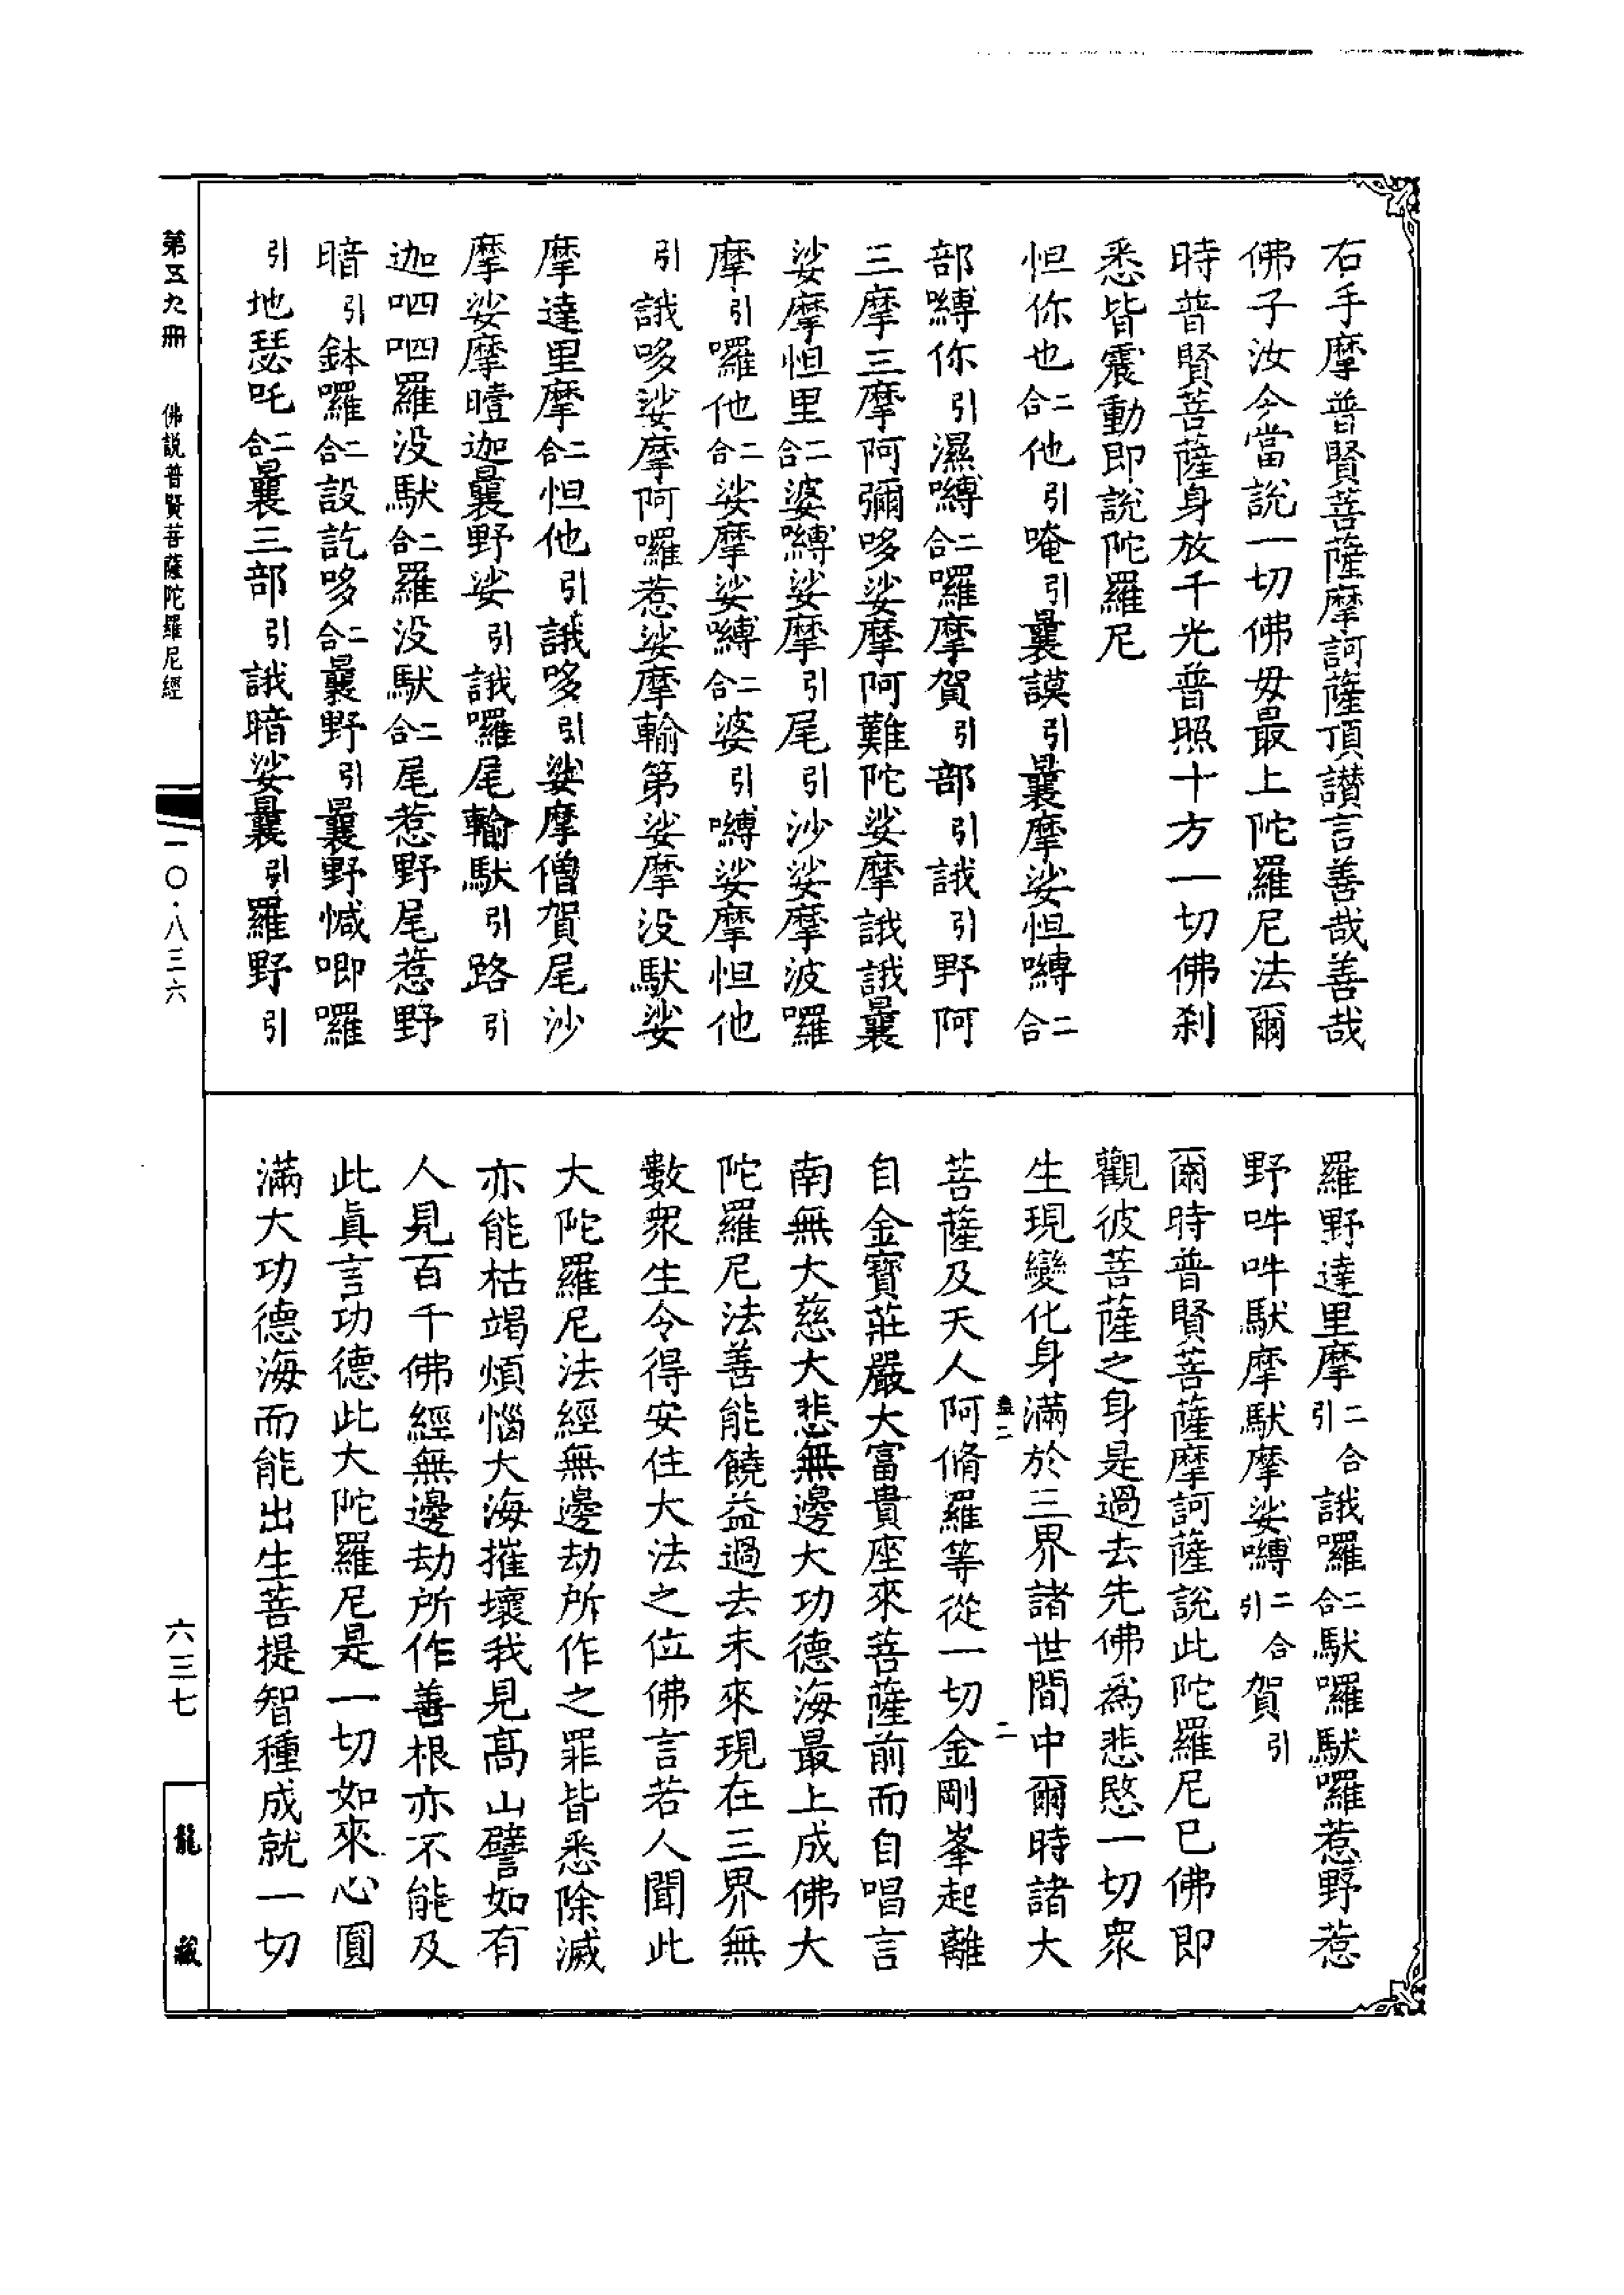 右手摩普賢菩薩摩訶薩頂讃言善哉善哉
佛子汝今當說一切佛毋最上陀羅尼法爾
時普賢菩薩身放千光普照十方一切佛刹
悉皆震動即說陀羅尼
怛你也二合他引唵引曩謨引曩摩娑怛嚩二合
部嚩你引濕嚩二合囉摩賀引部引誐引野阿
三摩三摩阿彌哆娑摩阿難陀娑摩誐誐曩
娑摩怛里二合婆嚩娑摩引尾引沙娑摩波囉
摩引囉他二合娑摩娑嚩二合婆引嚩娑摩怛他
引誐哆娑摩阿囉惹娑摩輸第娑摩没馱娑
摩達里摩二合怛他引誐哆引娑摩僧賀尾沙
摩娑摩曀迦曩野娑引誐囉尾輸馱引路引
迦呬呬羅没馱二合羅没馱二合尾惹野尾惹野
暗引鉢囉二合設訖哆二合曩野引曩野慽唧囉
引地瑟吒二合曩三部引誐暗娑曩引羅野引
羅野達里摩二合引誐囉二合馱囉馱囉惹野惹
野吽吽馱摩馱摩娑嚩二合引賀引
爾時普賢菩薩摩訶薩說此陀羅尼已佛即
觀彼菩薩之身是過去先佛為悲愍一切衆
生現變化身滿於三界諸世間中爾時諸大
二 二
菩薩及天人阿脩羅等從一切金剛峯起離
自金寶莊嚴大富貴座來菩薩前而自唱言
南無大慈大悲無邊大功德海最上成佛大
陀羅尼法善能饒益過去未來現在三界無
數衆生令得安住大法之位佛言若人聞此
大陀羅尼法經無邊劫所作之罪皆悉除滅
亦能枯竭煩惱大海摧壞我見高山譬如有
人見百千佛經無邊劫所作善根亦不能及
此眞言功德此大陀羅尼是一切如來心圓
滿大功德海而能出生菩提智種成就一切
第五九冊 佛說普賢菩薩陀羅尼經 一〇·八三六 六三七 龍藏